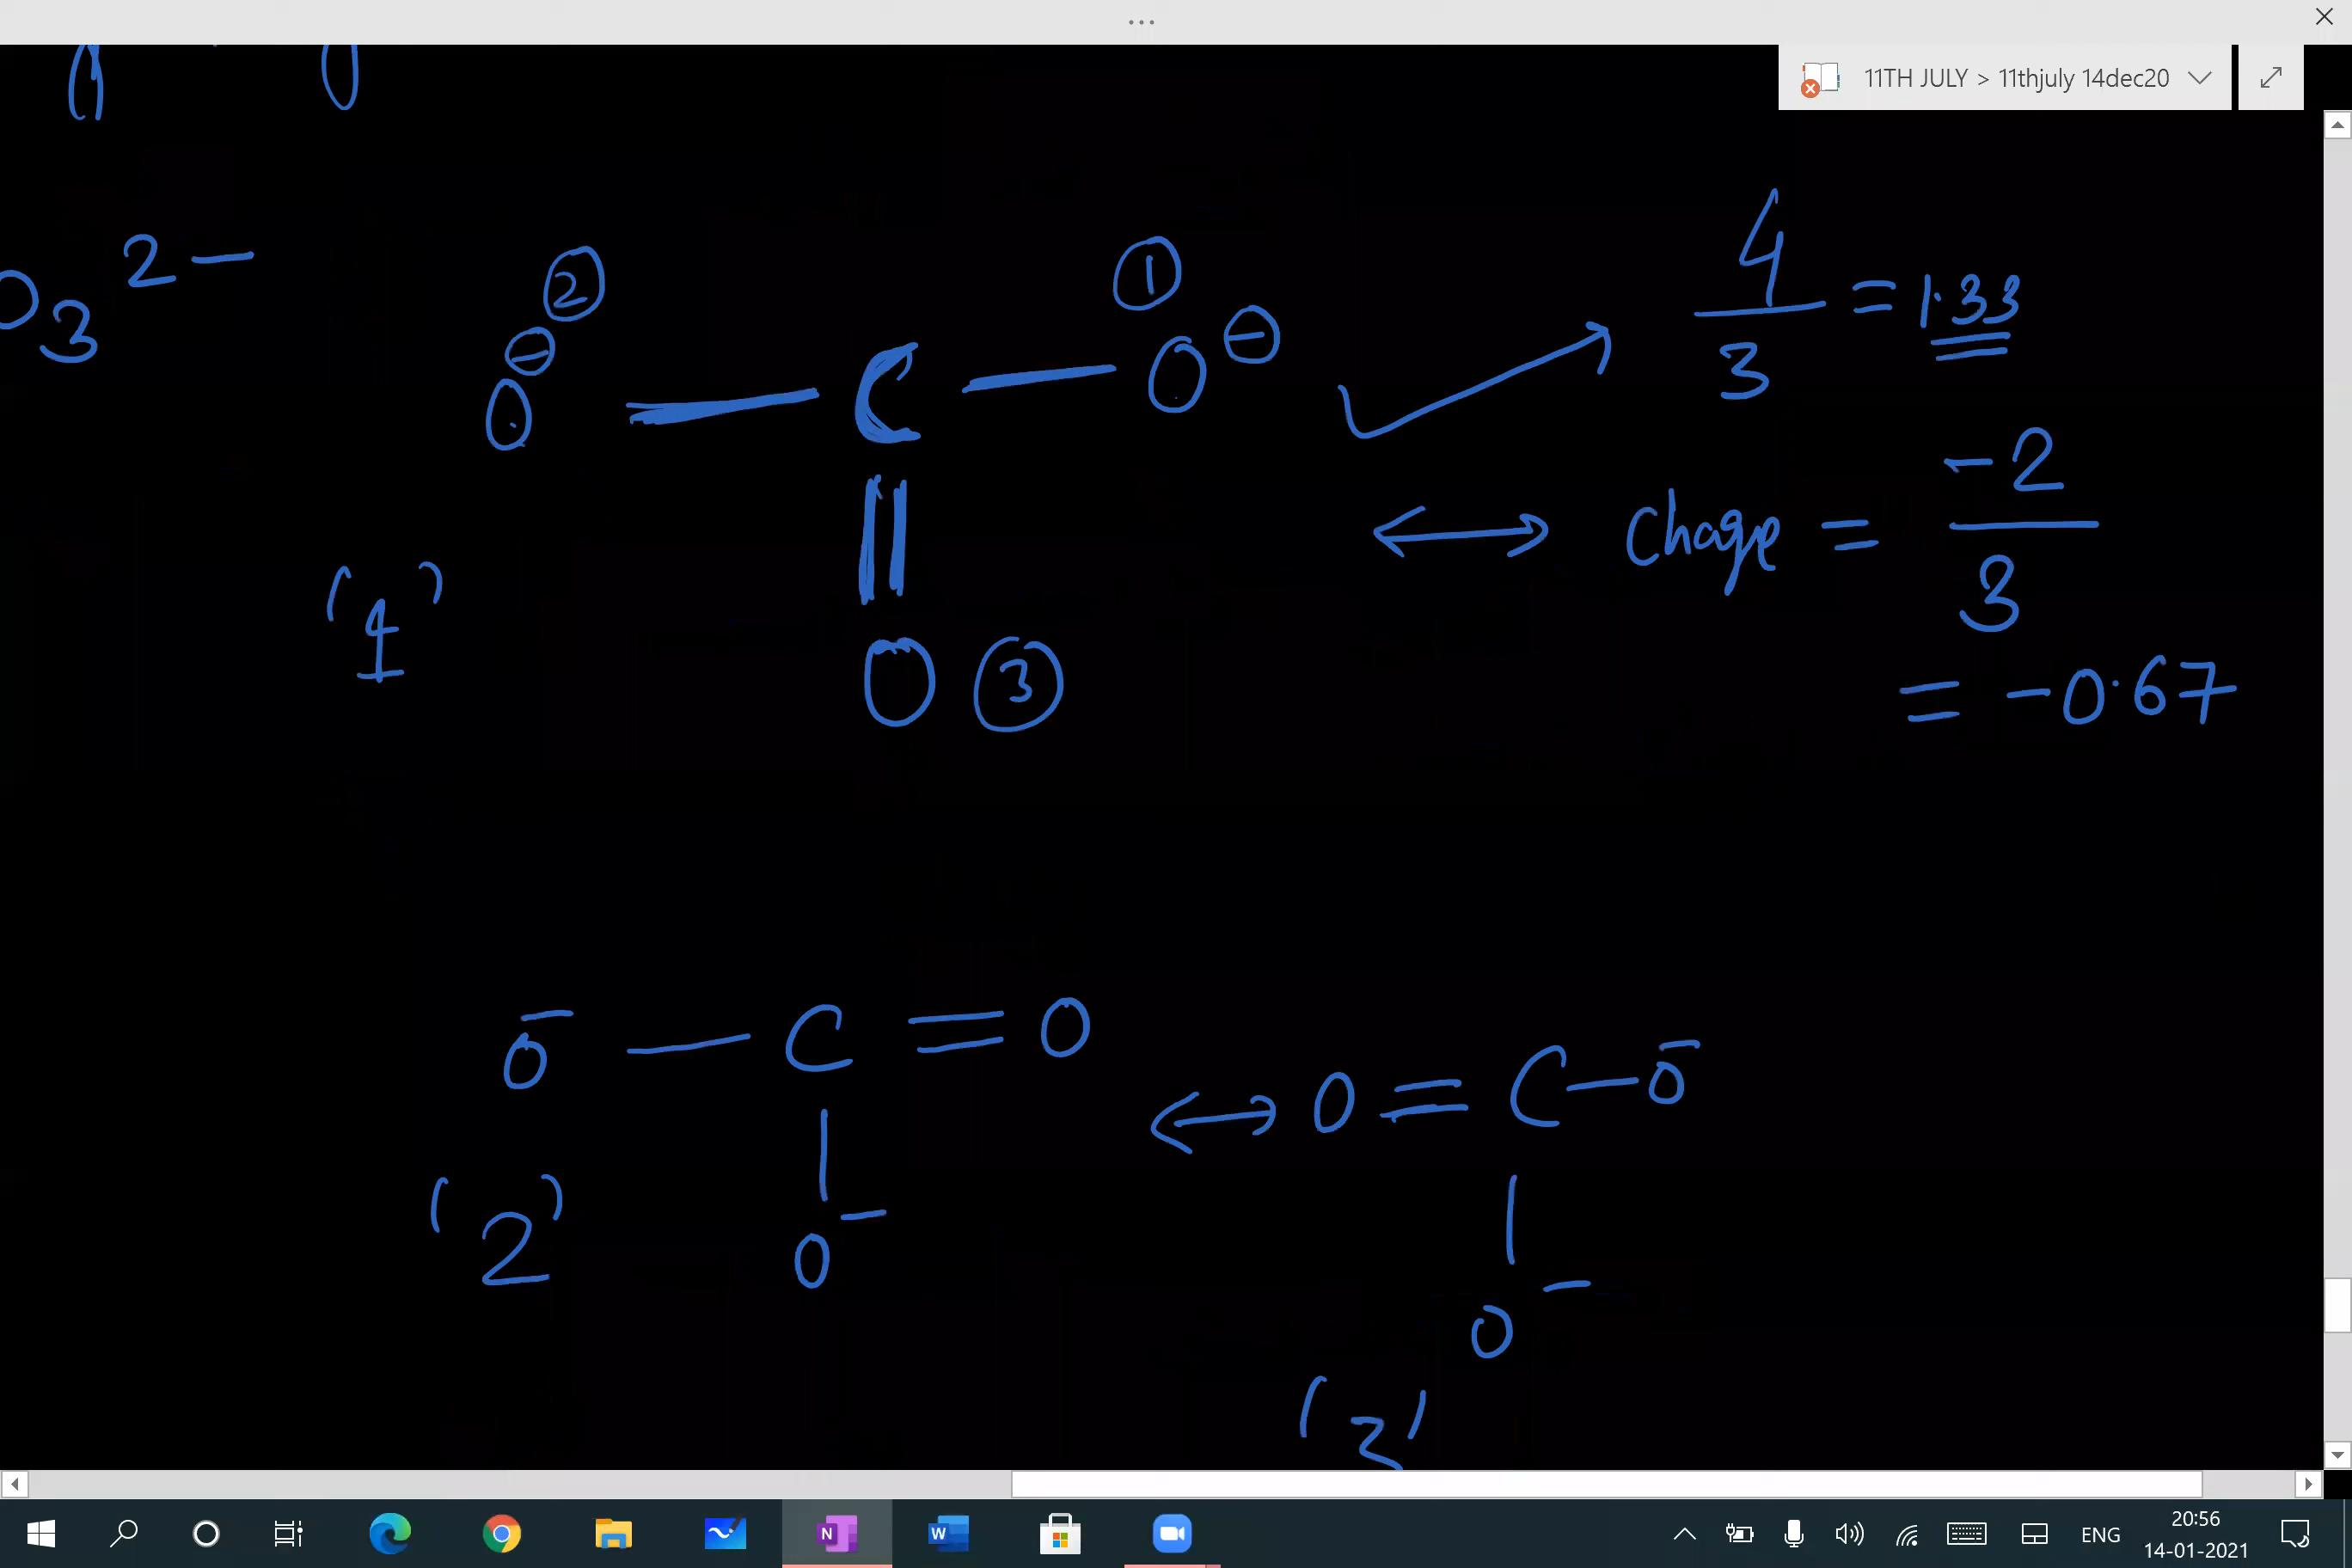 11TH JULY > 11thjuly 14dec20
O3 2-
② ①
⊖ ⊖
O — C — O
||
O ③
(1)
4/3 = 1.33
↔ Charge = -2/3
= -0.67
O⁻ — C = O
|
O⁻
(2)
↔ O = C — O⁻
|
O⁻
(3)
ENG
20:56
14-01-2021